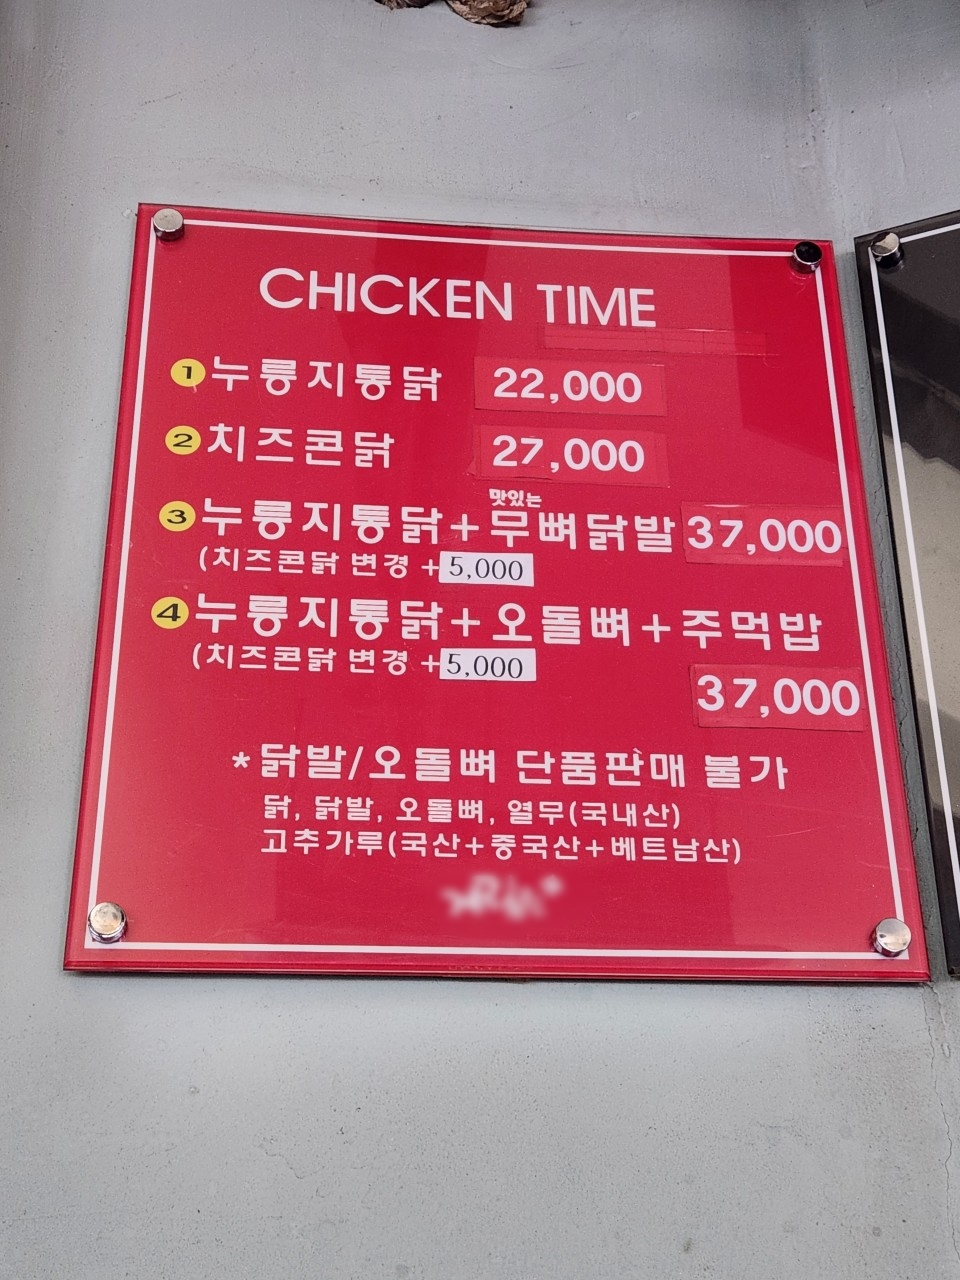 CHICKEN TIME
1 누룽지통닭 22,000
2 치즈콘닭 27,000
맛있는
3 누룽지통닭+무뼈닭발 37,000
(치즈콘닭 변경 +5,000
4 누룽지통닭+오돌뼈+주먹밥
(치즈콘닭 변경 +5,000
37,000
*닭발/오돌뼈 단품판매 불가
닭, 닭발, 오돌뼈, 열무(국내산)
고추가루(국산+중국산+베트남산)